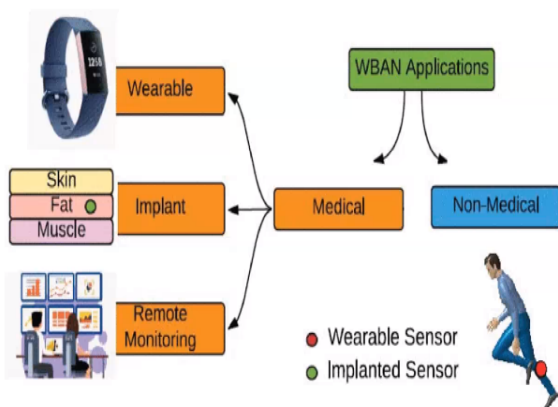 WBAN Applications
Wearable
Skin
Fat
Muscle
Implant
Medical
Non-Medical
Remote
Monitoring
Wearable Sensor
Implanted Sensor